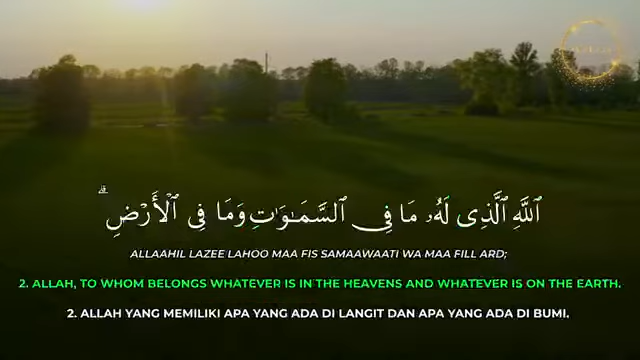 ٱللَّهِ ٱلَّذِى لَهُۥ مَا فِى ٱلسَّمَـٰوَٰتِ وَمَا فِى ٱلْأَرْضِ ۗ
ALLAAHIL LAZEE LAHOO MAA FIS SAMAAWAATI WA MAA FILL ARD;
2. ALLAH, TO WHOM BELONGS WHATEVER IS IN THE HEAVENS AND WHATEVER IS ON THE EARTH.
2. ALLAH YANG MEMILIKI APA YANG ADA DI LANGIT DAN APA YANG ADA DI BUMI.